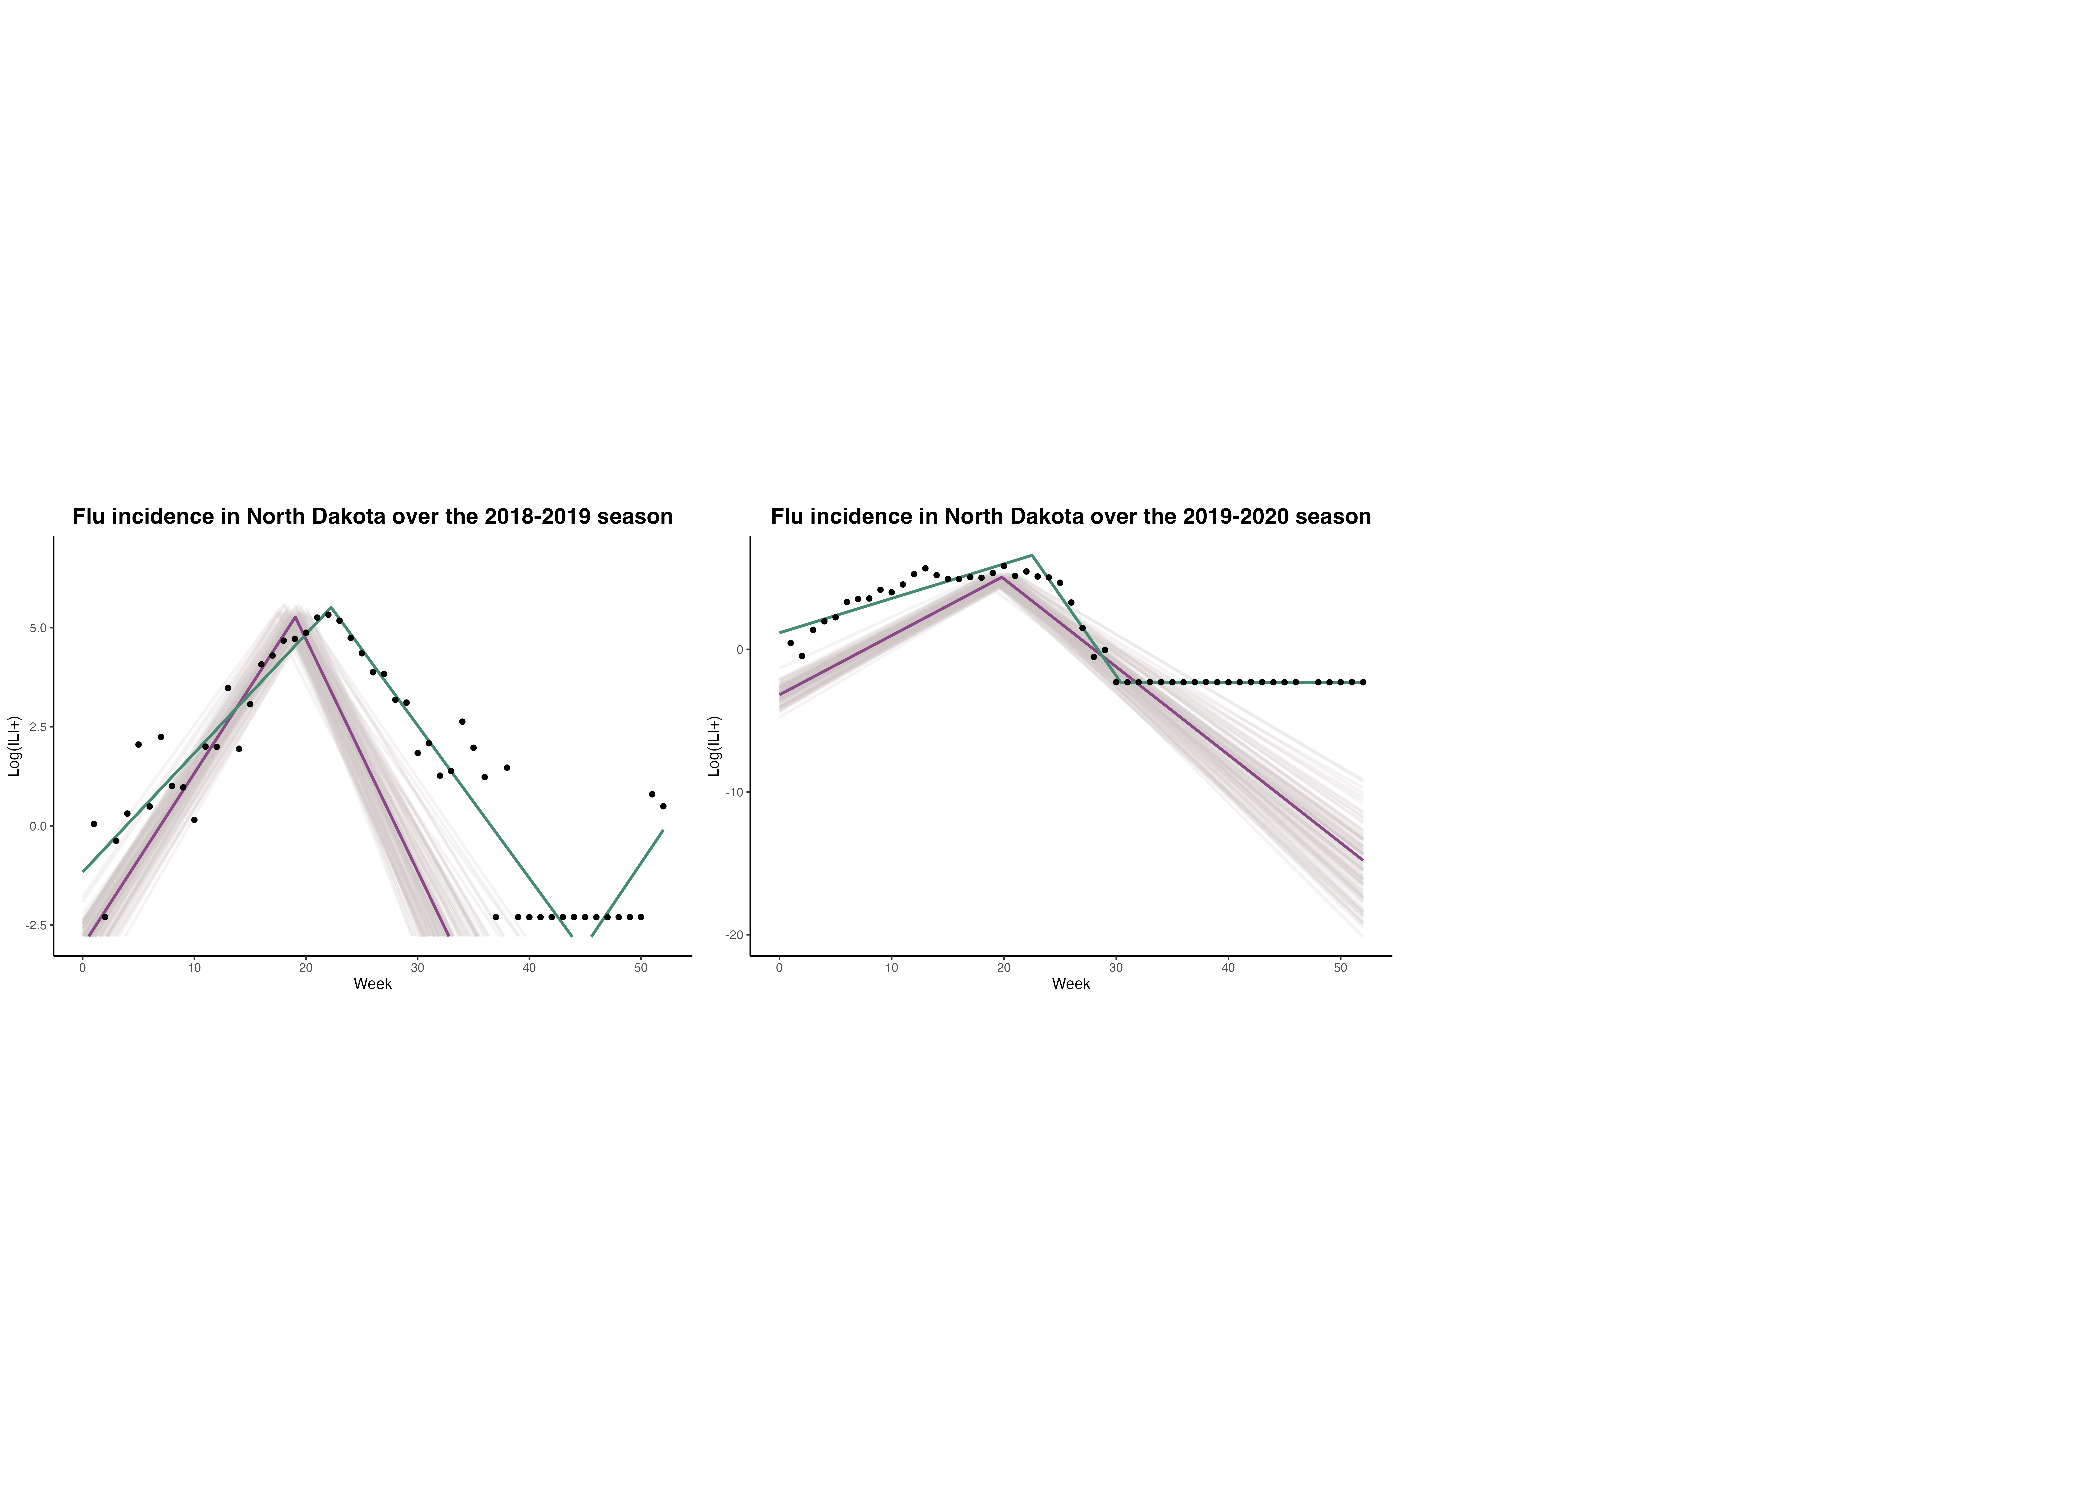 Flu incidence in North Dakota over the 2018-2019 season
Log(ILI+)
5.0
2.5
0.0
-2.5
0 10 20 30 40 50
Week
Flu incidence in North Dakota over the 2019-2020 season
Log(ILI+)
0
-10
-20
0 10 20 30 40 50
Week